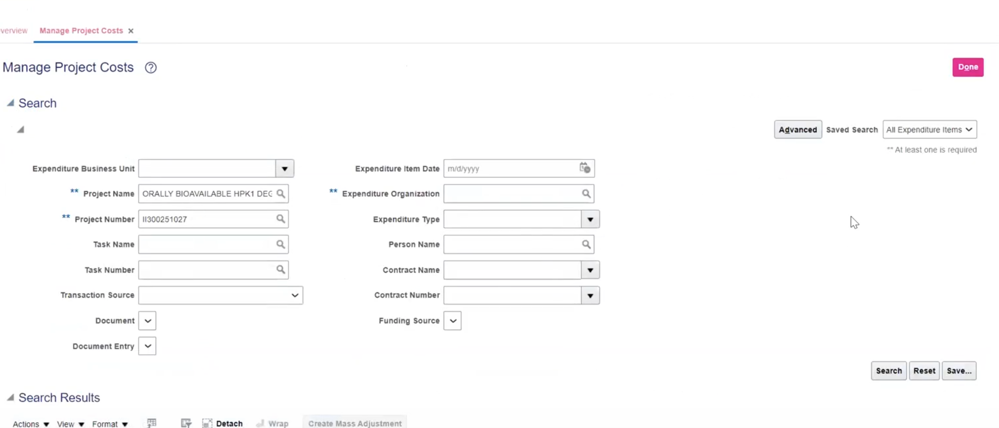 verview Manage Project Costs ×
Manage Project Costs ?
Done
Search
Advanced Saved Search All Expenditure Items
** At least one is required
Expenditure Business Unit
Expenditure Item Date m/d/yyyy
** Project Name ORALLY BIOAVAILABLE HPK1 DEG
** Expenditure Organization
** Project Number II300251027
Expenditure Type
Task Name
Person Name
Task Number
Contract Name
Transaction Source
Contract Number
Document
Funding Source
Document Entry
Search Reset Save...
Search Results
Actions View Format Detach Wrap Create Mass Adjustment